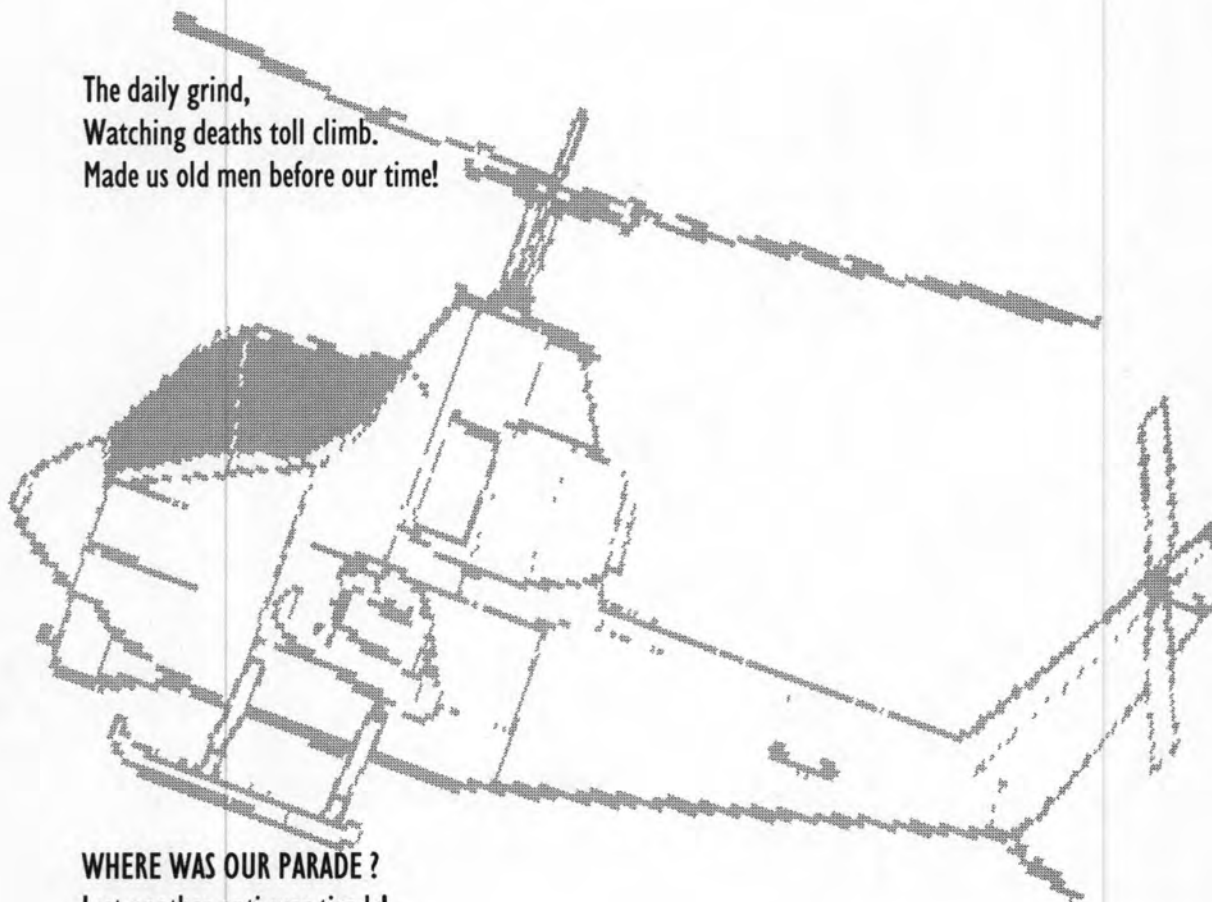 The daily grind,
Watching deaths toll climb.
Made us old men before our time!
WHERE WAS OUR PARADE ?